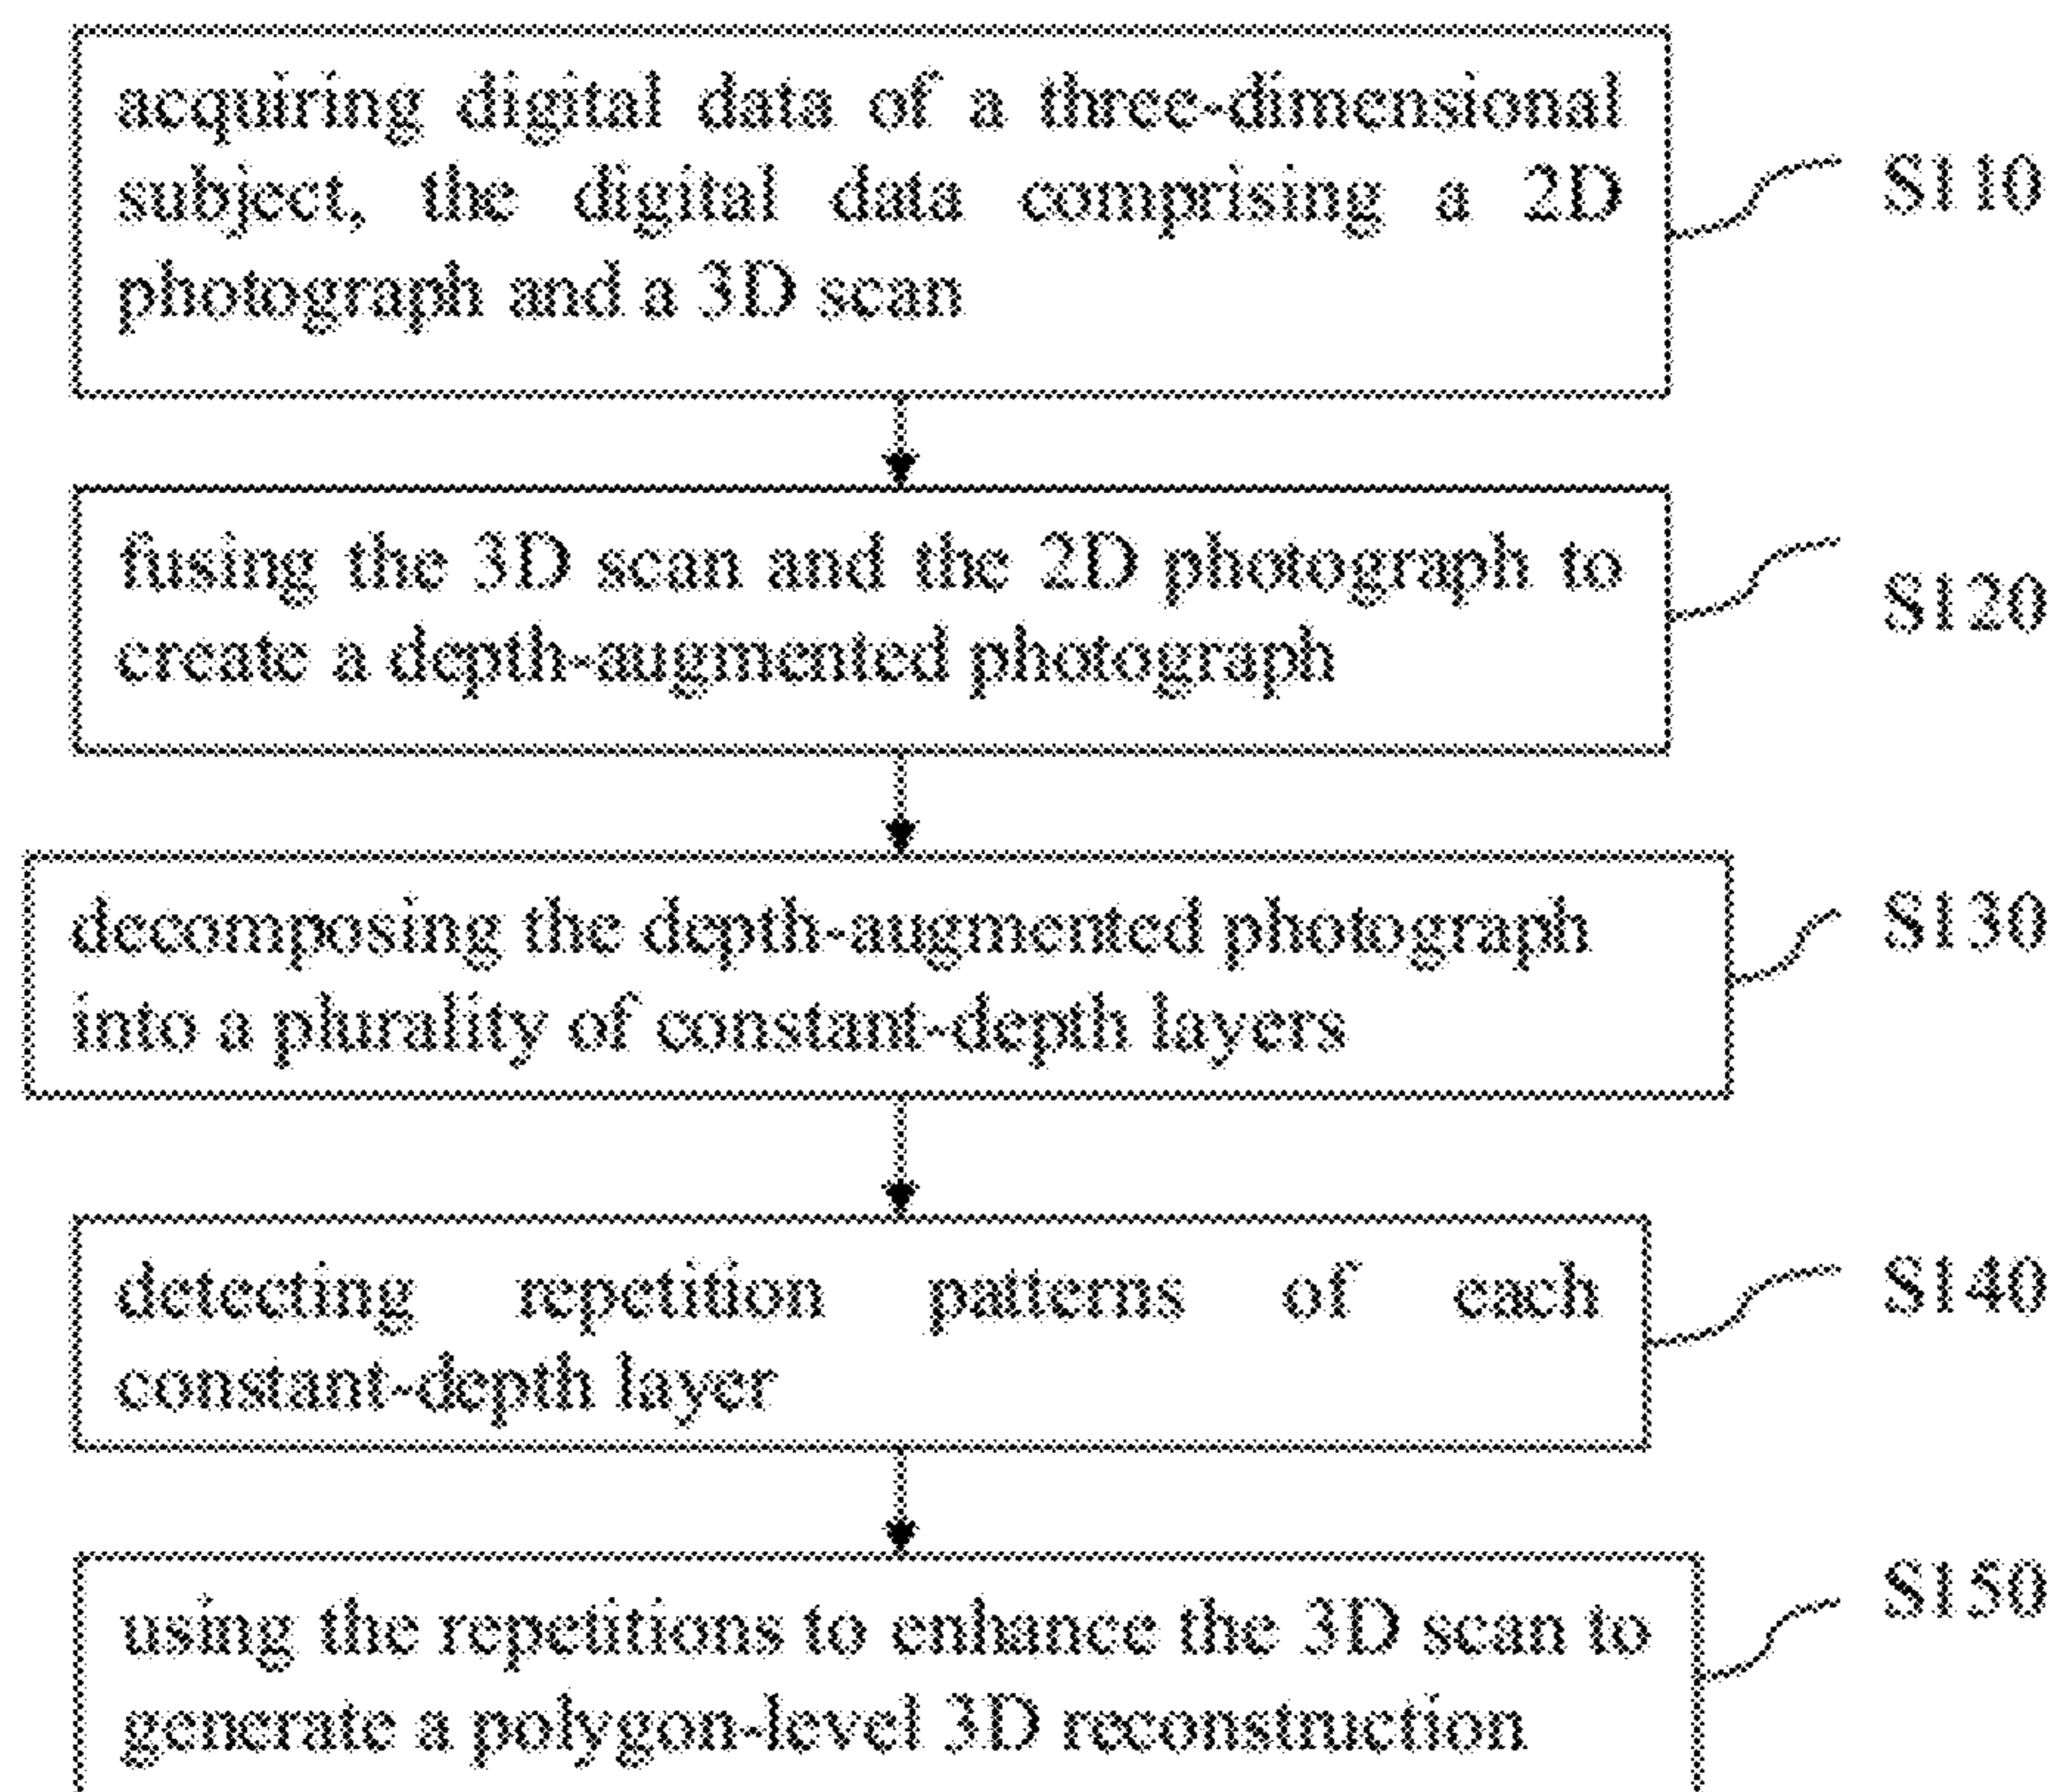 acquiring digital data of a three-dimensional
subject, the digital data comprising a 2D
photograph and a 3D scan
S110
fusing the 3D scan and the 2D photograph to
create a depth-augmented photograph
S120
decomposing the depth-augmented photograph
into a plurality of constant-depth layers
S130
detecting repetition patterns of each
constant-depth layer
S140
using the repetitions to enhance the 3D scan to
generate a polygon-level 3D reconstruction
S150